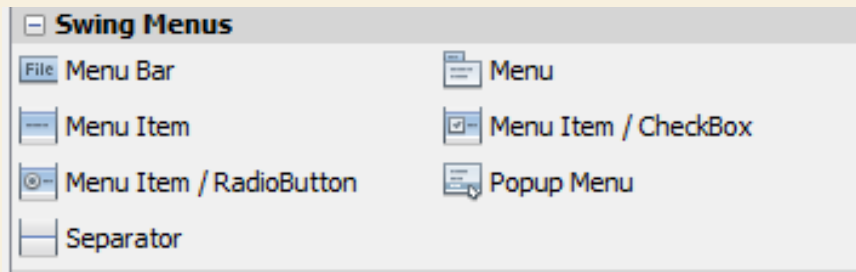 Swing Menus
File Menu Bar
Menu
Menu Item
Menu Item / CheckBox
Menu Item / RadioButton
Popup Menu
Separator